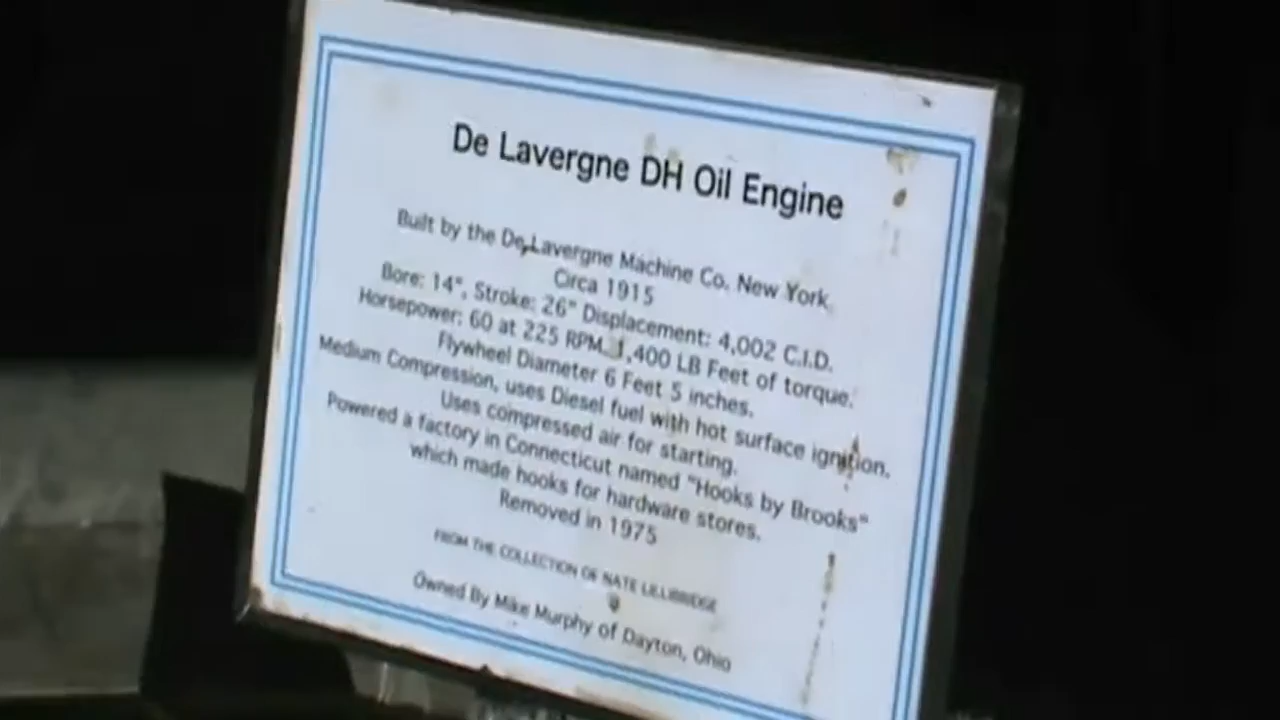 De Lavergne DH Oil Engine
Built by the De Lavergne Machine Co. New York.
Circa 1915
Bore: 14", Stroke: 26" Displacement: 4,002 C.I.D.
Horsepower: 60 at 225 RPM. 1,400 LB Feet of torque.
Flywheel Diameter 6 Feet 5 inches.
Medium Compression, uses Diesel fuel with hot surface ignition.
Uses compressed air for starting.
Powered a factory in Connecticut named "Hooks by Brooks"
which made hooks for hardware stores.
Removed in 1975
FROM THE COLLECTION OF NATE LILLIBRIDGE
Owned By Mike Murphy of Dayton, Ohio